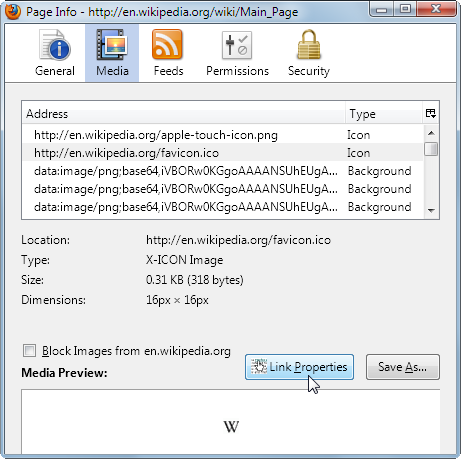 Page Info - http://en.wikipedia.org/wiki/Main_Page
General Media Feeds Permissions Security
Address Type
http://en.wikipedia.org/apple-touch-icon.png Icon
http://en.wikipedia.org/favicon.ico Icon
data:image/png;base64,iVBORw0KGgoAAAANSUhEUgA... Background
data:image/png;base64,iVBORw0KGgoAAAANSUhEUgA... Background
data:image/png;base64,iVBORw0KGgoAAAANSUhEUgA... Background
Location: http://en.wikipedia.org/favicon.ico
Type: X-ICON Image
Size: 0.31 KB (318 bytes)
Dimensions: 16px × 16px
Block Images from en.wikipedia.org
Link Properties Save As...
Media Preview:
W